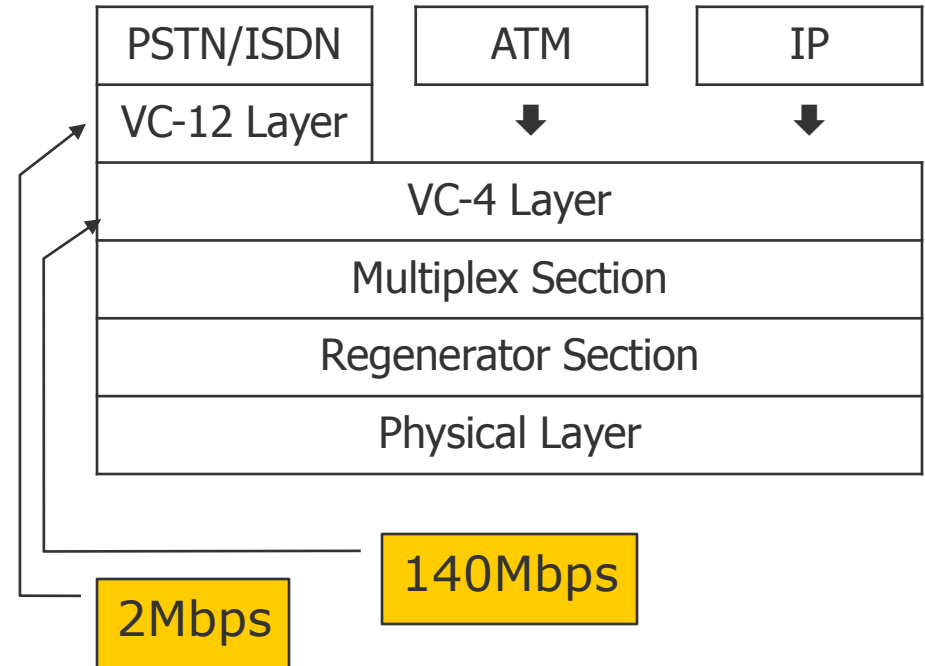 PSTN/ISDN
ATM
IP
VC-12 Layer
VC-4 Layer
Multiplex Section
Regenerator Section
Physical Layer
140Mbps
2Mbps